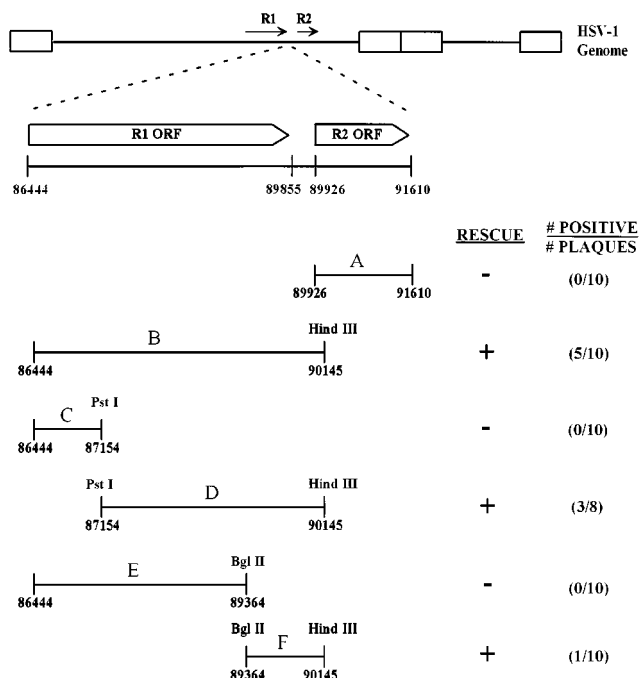 R1 R2
HSV-1
Genome
R1 ORF R2 ORF
86444 89855 89926 91610
RESCUE # POSITIVE
# PLAQUES
A
89926 91610 - (0/10)
Hind III
B
86444 90145 + (5/10)
Pst I
C
86444 87154 - (0/10)
Pst I Hind III
D
87154 90145 + (3/8)
Bgl II
E
86444 89364 - (0/10)
Bgl II Hind III
F
89364 90145 + (1/10)